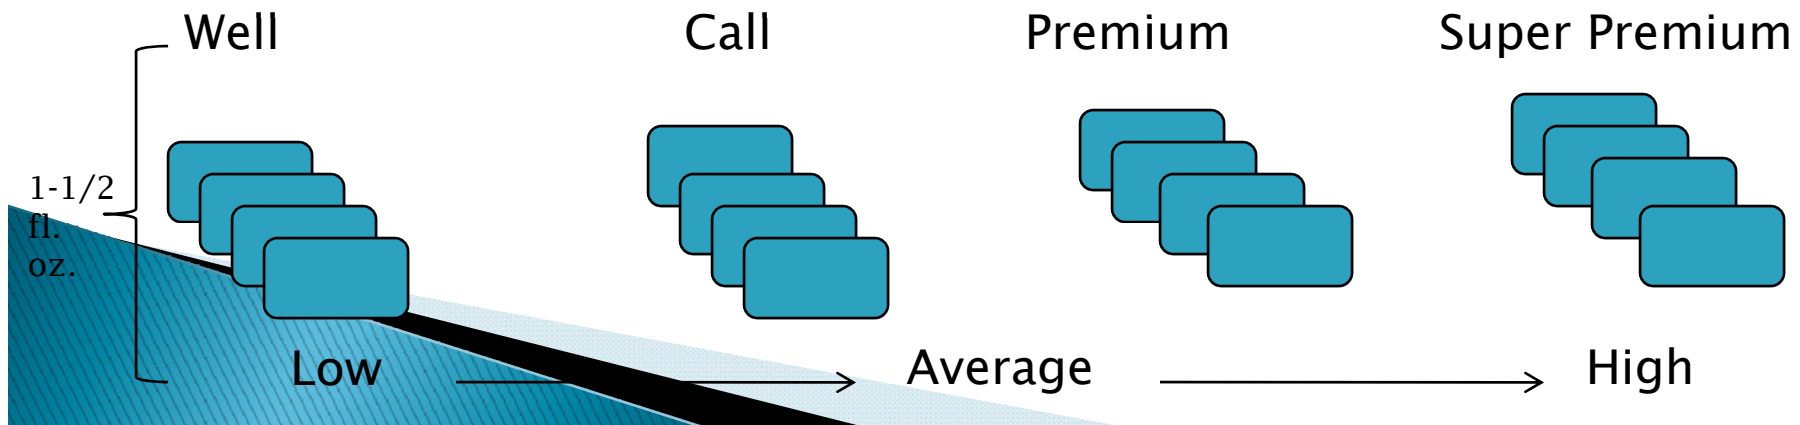 Well Call Premium Super Premium
1-1/2
fl.
oz.
Low Average High